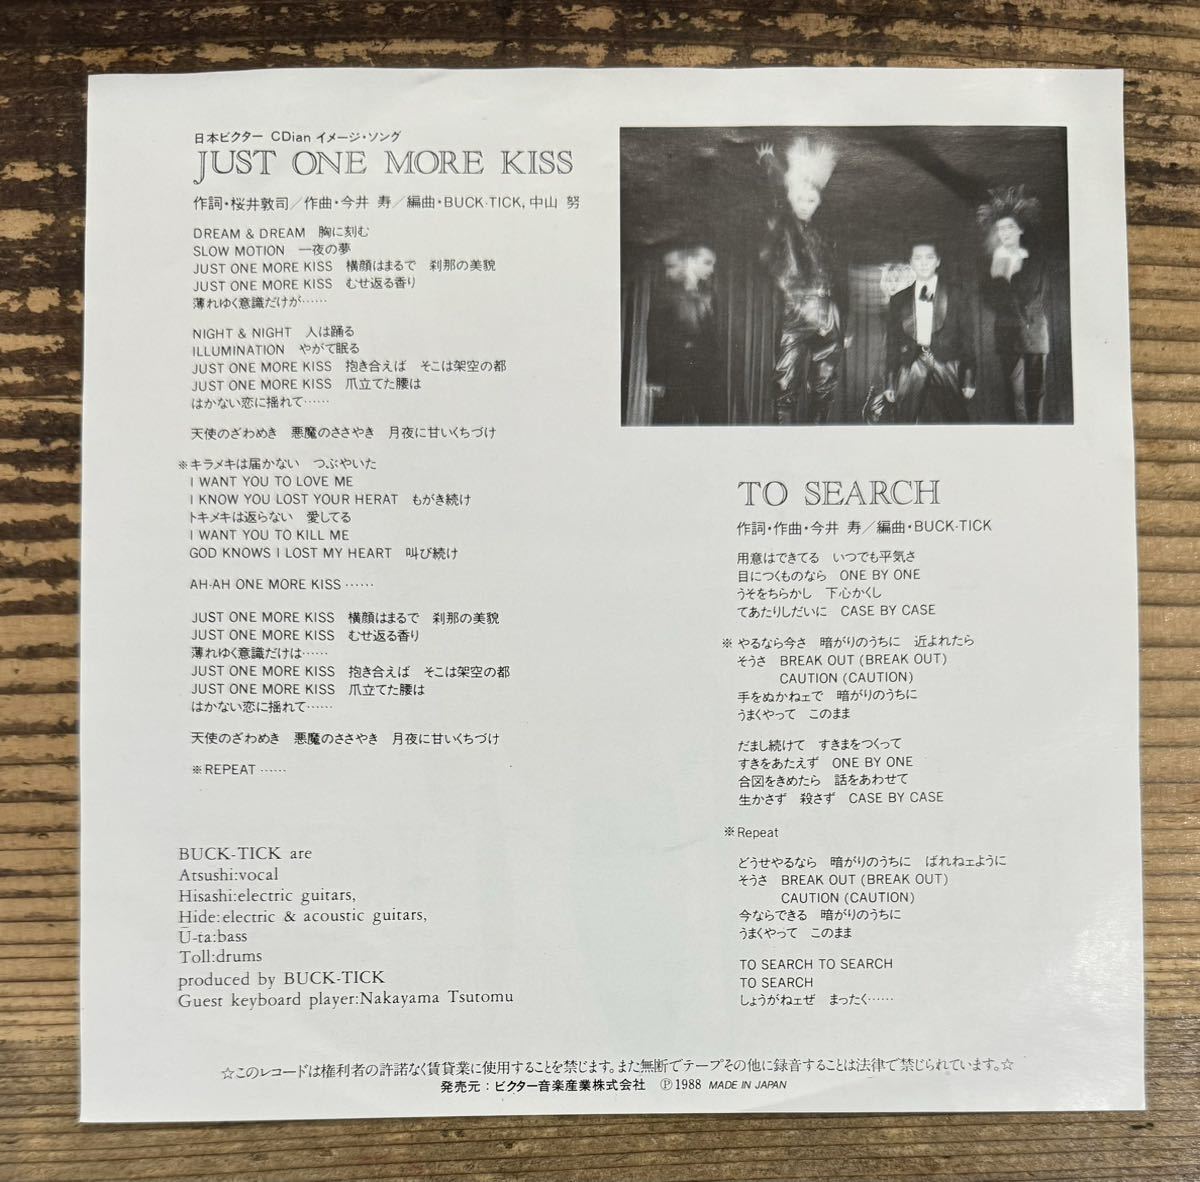 日本ビクター CDian イメージ・ソング
JUST ONE MORE KISS
作詞・桜井敦司／作曲・今井 寿／編曲・BUCK-TICK, 中山 努
DREAM & DREAM　胸に刻む
SLOW MOTION　一夜の夢
JUST ONE MORE KISS　横顔はまるで　刹那の美貌
JUST ONE MORE KISS　むせ返る香り
薄れゆく意識だけが……
NIGHT & NIGHT　人は踊る
ILLUMINATION　やがて眠る
JUST ONE MORE KISS　抱き合えば　そこは架空の都
JUST ONE MORE KISS　爪立てた腰は
はかない恋に揺れて……
天使のざわめき　悪魔のささやき　月夜に甘いくちづけ
※キラメキは届かない　つぶやいた
I WANT YOU TO LOVE ME
I KNOW YOU LOST YOUR HERAT　もがき続け
トキメキは返らない　愛してる
I WANT YOU TO KILL ME
GOD KNOWS I LOST MY HEART　叫び続け
AH-AH ONE MORE KISS……
JUST ONE MORE KISS　横顔はまるで　刹那の美貌
JUST ONE MORE KISS　むせ返る香り
薄れゆく意識だけは……
JUST ONE MORE KISS　抱き合えば　そこは架空の都
JUST ONE MORE KISS　爪立てた腰は
はかない恋に揺れて……
天使のざわめき　悪魔のささやき　月夜に甘いくちづけ
※REPEAT……
BUCK-TICK are
Atsushi:vocal
Hisashi:electric guitars,
Hide:electric & acoustic guitars,
Ū-ta:bass
Toll:drums
produced by BUCK-TICK
Guest keyboard player:Nakayama Tsutomu
TO SEARCH
作詞・作曲・今井 寿／編曲・BUCK-TICK
用意はできてる　いつでも平気さ
目につくものなら　ONE BY ONE
うそをちらかし　下心かくし
てあたりしだいに　CASE BY CASE
※やるなら今さ　暗がりのうちに　近よれたら
そうさ　BREAK OUT (BREAK OUT)
CAUTION (CAUTION)
手をぬかねェで　暗がりのうちに
うまくやって　このまま
だまし続けて　すきまをつくって
すきをあたえず　ONE BY ONE
合図をきめたら　話をあわせて
生かさず　殺さず　CASE BY CASE
※Repeat
どうせやるなら　暗がりのうちに　ばれねェように
そうさ　BREAK OUT (BREAK OUT)
CAUTION (CAUTION)
今ならできる　暗がりのうちに
うまくやって　このまま
TO SEARCH TO SEARCH
TO SEARCH
しょうがねェぜ　まったく……
☆このレコードは権利者の許諾なく賃貸業に使用することを禁じます。また無断でテープその他に録音することは法律で禁じられています。☆
発売元：ビクター音楽産業株式会社　Ⓟ1988 MADE IN JAPAN